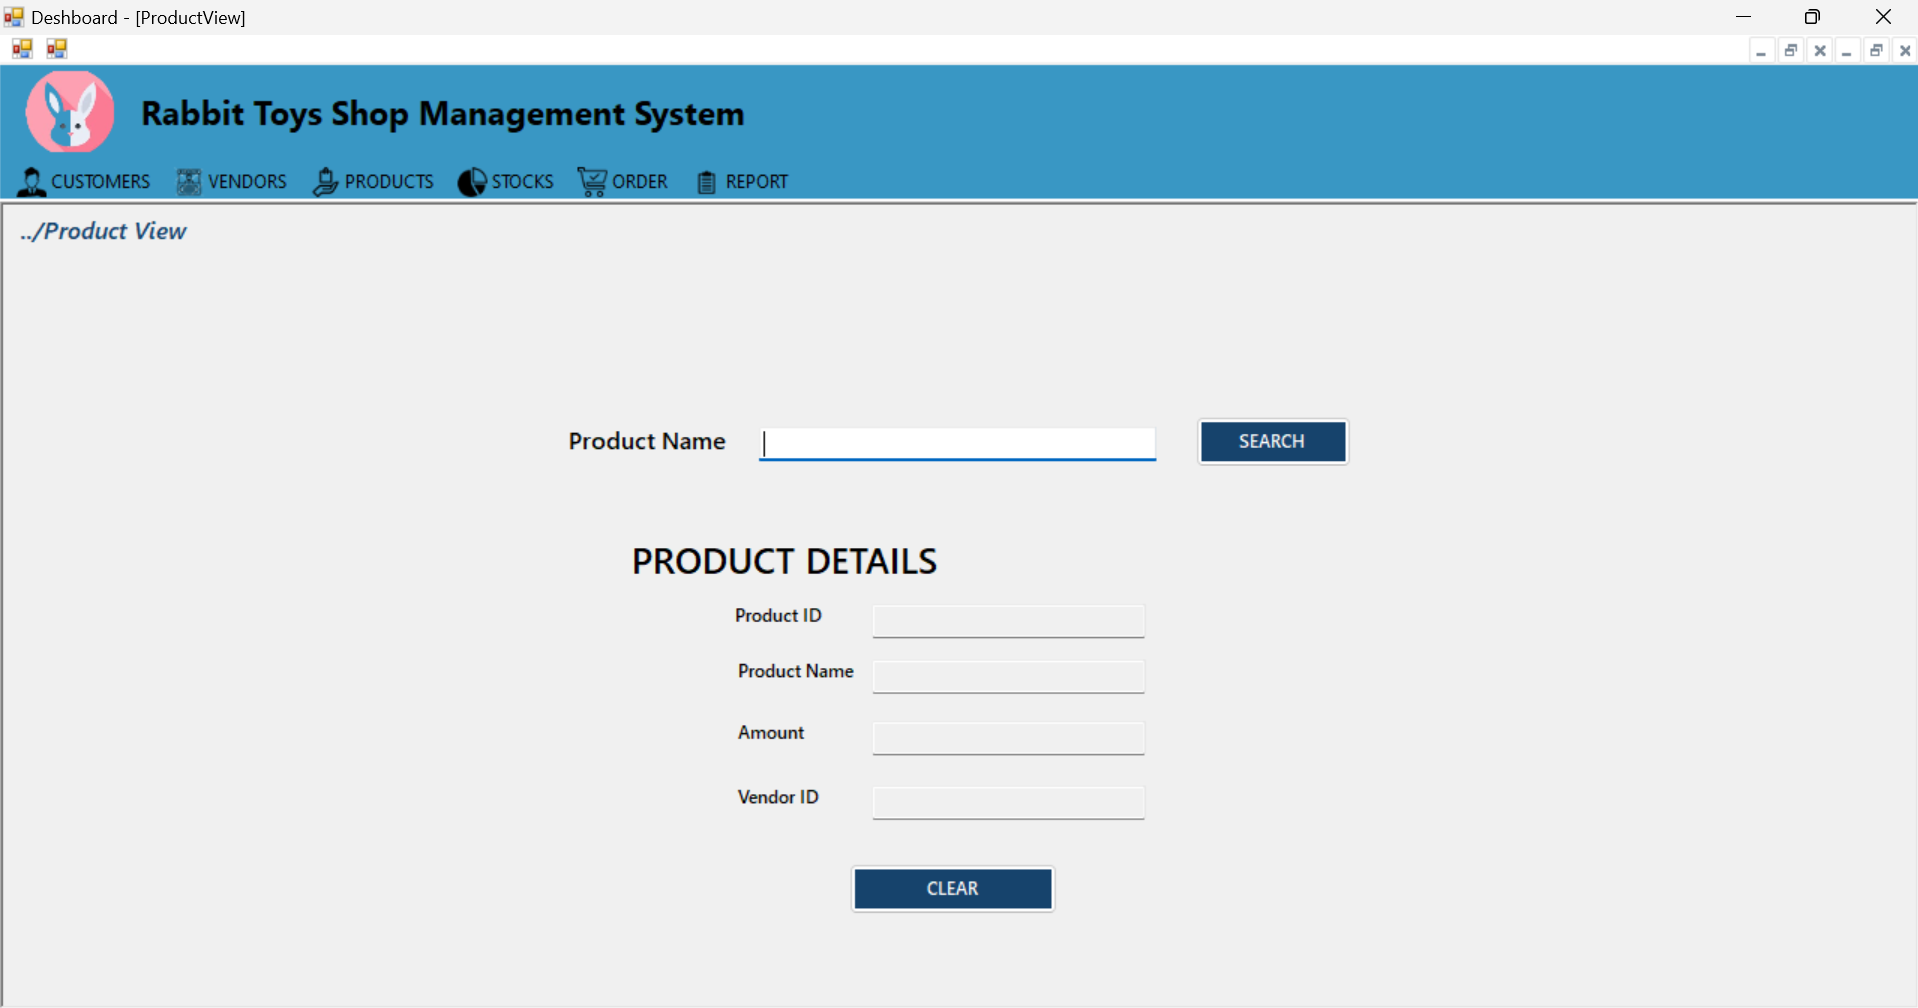 Deshboard - [ProductView]
Rabbit Toys Shop Management System
CUSTOMERS VENDORS PRODUCTS STOCKS ORDER REPORT
../Product View
Product Name SEARCH
PRODUCT DETAILS
Product ID
Product Name
Amount
Vendor ID
CLEAR